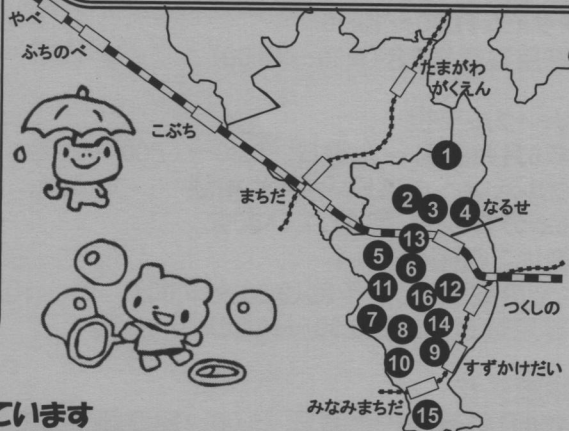 やべ
ふちのべ
こぶち
まちだ
たまがわ
がくえん
1
2
3
4
なるせ
13
5
6
11
16
12
つくしの
7
8
14
9
10
すずかけだい
みなみまちだ
15
ています